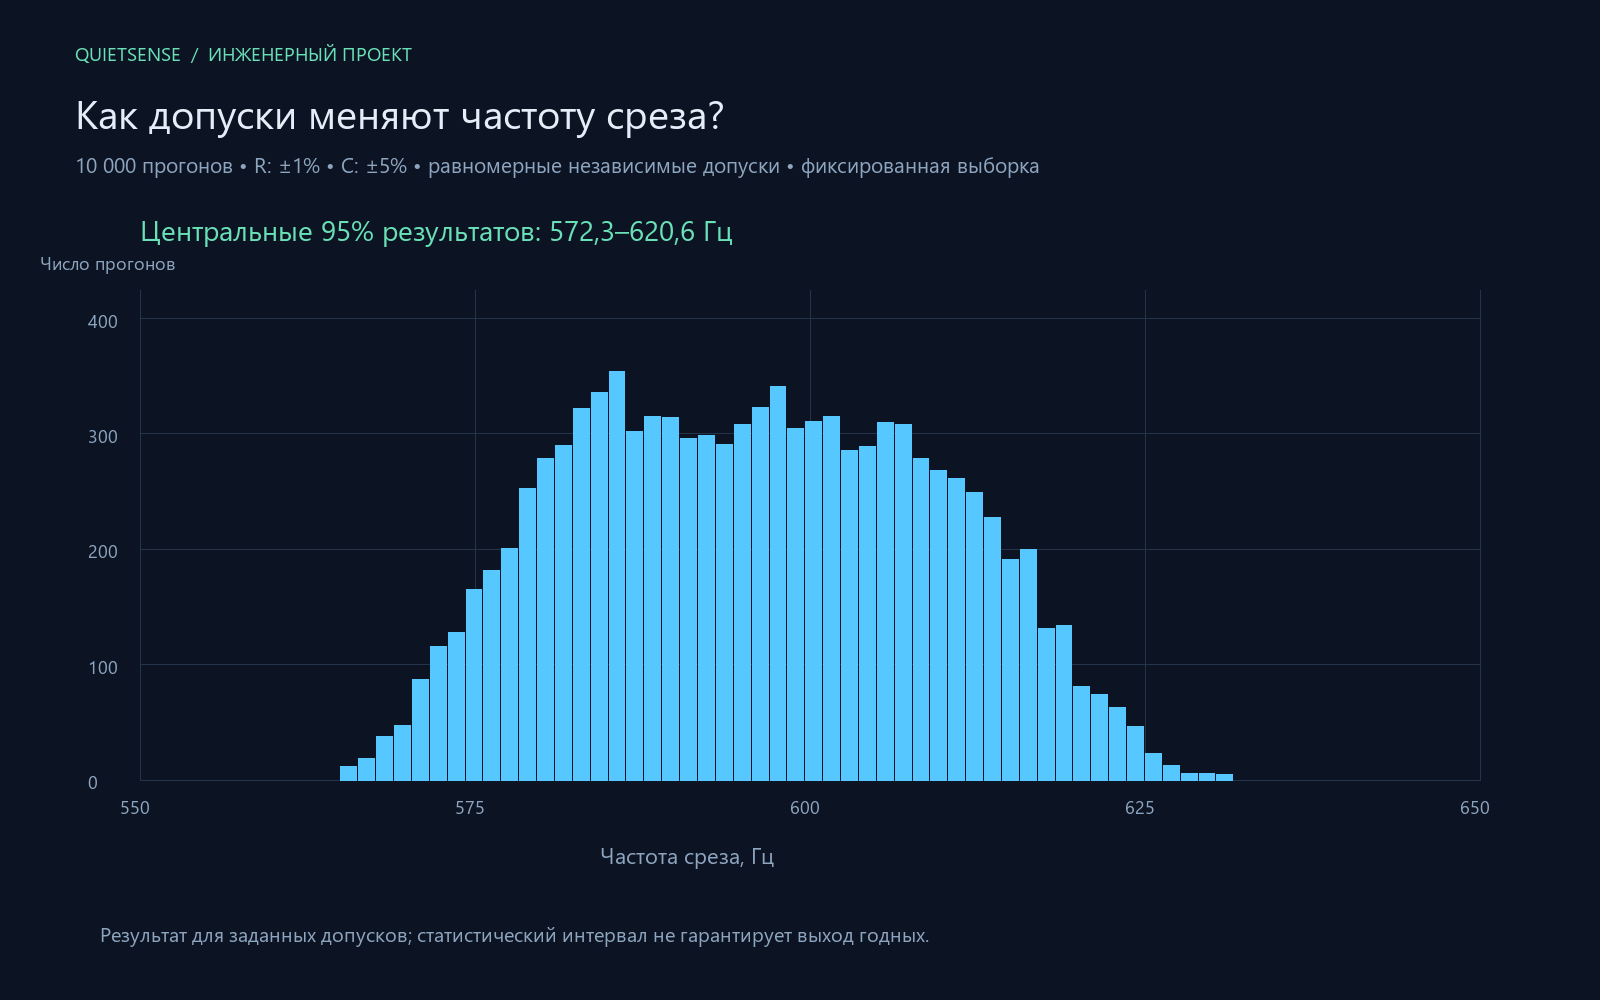 QUIETSENSE / ИНЖЕНЕРНЫЙ ПРОЕКТ
Как допуски меняют частоту среза?
10 000 прогонов • R: ±1% • C: ±5% • равномерные независимые допуски • фиксированная выборка
Центральные 95% результатов: 572,3–620,6 Гц
Число прогонов
400
300
200
100
0
550 575 600 625 650
Частота среза, Гц
Результат для заданных допусков; статистический интервал не гарантирует выход годных.